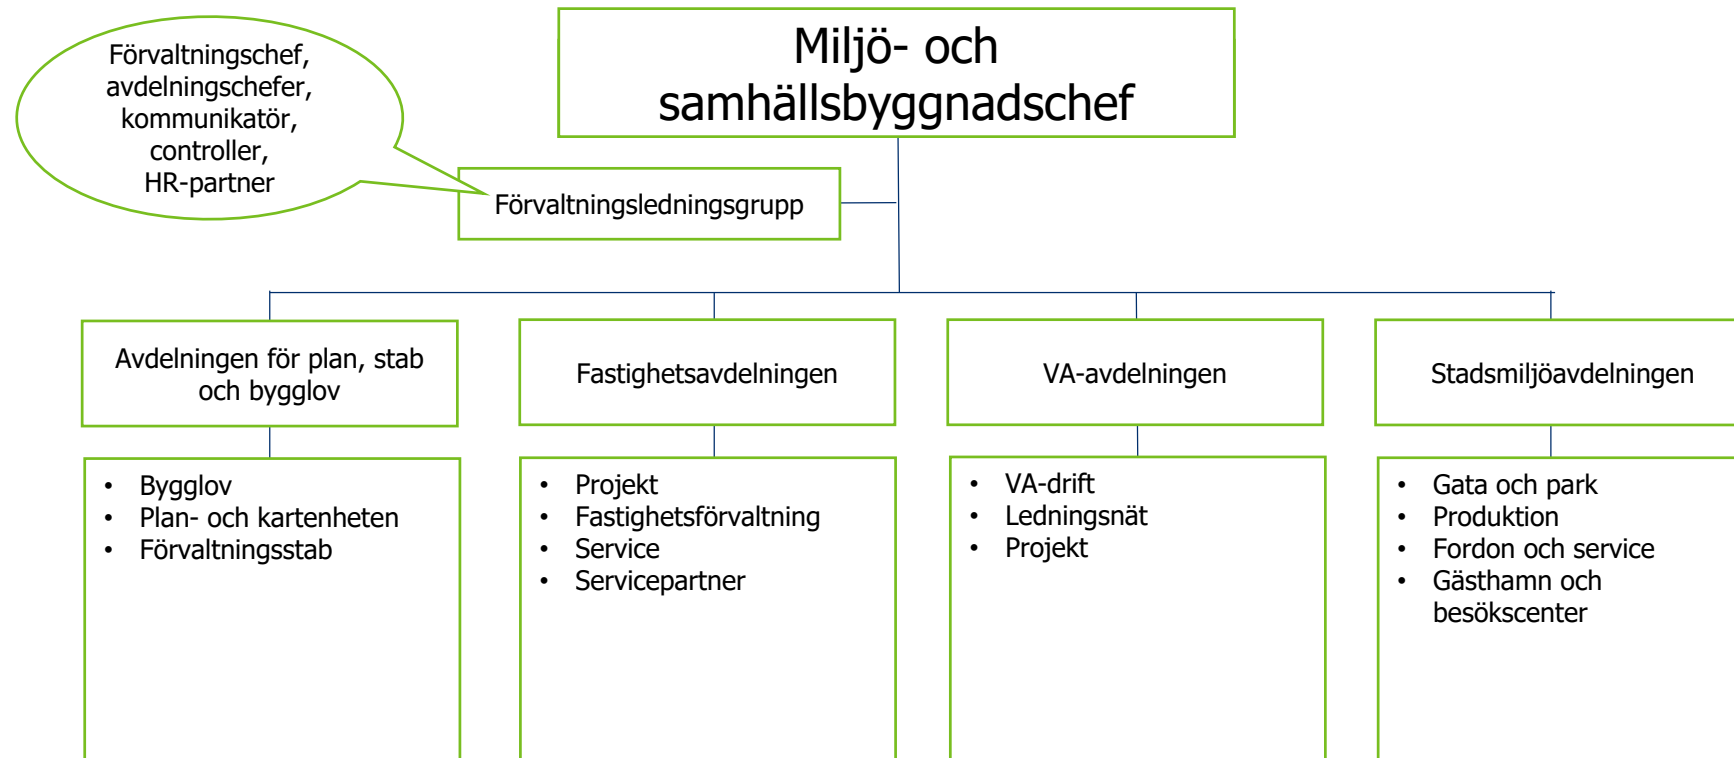 Förvaltningschef,
avdelningschefer,
kommunikatör,
controller,
HR-partner
Miljö- och
samhällsbyggnadschef
Förvaltningsledningsgrupp
Avdelningen för plan, stab
och bygglov
• Bygglov
• Plan- och kartenheten
• Förvaltningsstab
Fastighetsavdelningen
• Projekt
• Fastighetsförvaltning
• Service
• Servicepartner
VA-avdelningen
• VA-drift
• Ledningsnät
• Projekt
Stadsmiljöavdelningen
• Gata och park
• Produktion
• Fordon och service
• Gästhamn och
besökscenter